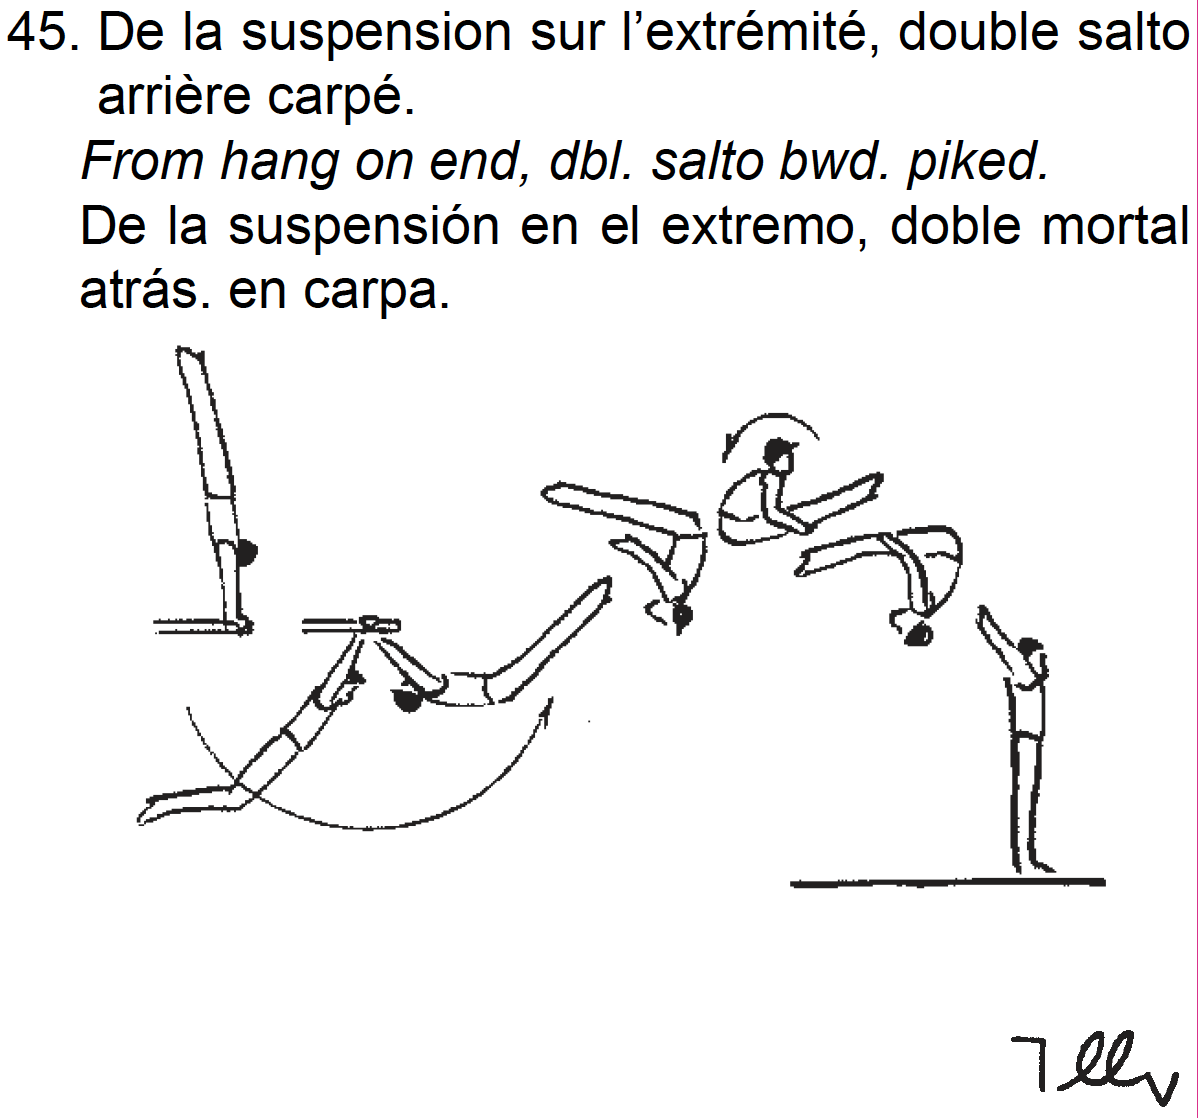 45. De la suspension sur l’extrémité, double salto
arrière carpé.
From hang on end, dbl. salto bwd. piked.
De la suspensión en el extremo, doble mortal
atrás. en carpa.